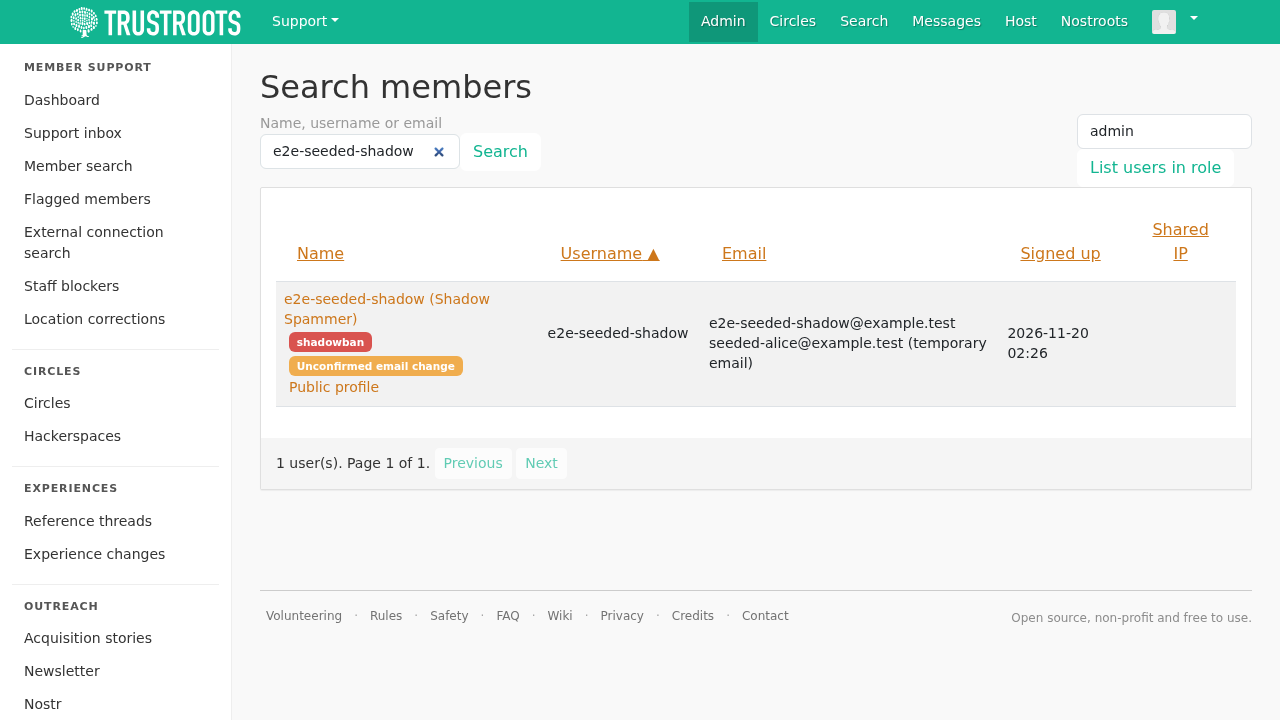 TRUSTROOTS
Support
Admin
Circles
Search
Messages
Host
Nostroots
MEMBER SUPPORT
Dashboard
Support inbox
Member search
Flagged members
External connection
search
Staff blockers
Location corrections
CIRCLES
Circles
Hackerspaces
EXPERIENCES
Reference threads
Experience changes
OUTREACH
Acquisition stories
Newsletter
Nostr
Search members
Name, username or email
e2e-seeded-shadow
Search
admin
List users in role
Name
Username ▲
Email
Signed up
Shared
IP
e2e-seeded-shadow (Shadow
Spammer)
shadowban
Unconfirmed email change
Public profile
e2e-seeded-shadow
e2e-seeded-shadow@example.test
seeded-alice@example.test (temporary
email)
2026-11-20
02:26
1 user(s). Page 1 of 1.
Previous
Next
Volunteering · Rules · Safety · FAQ · Wiki · Privacy · Credits · Contact
Open source, non-profit and free to use.